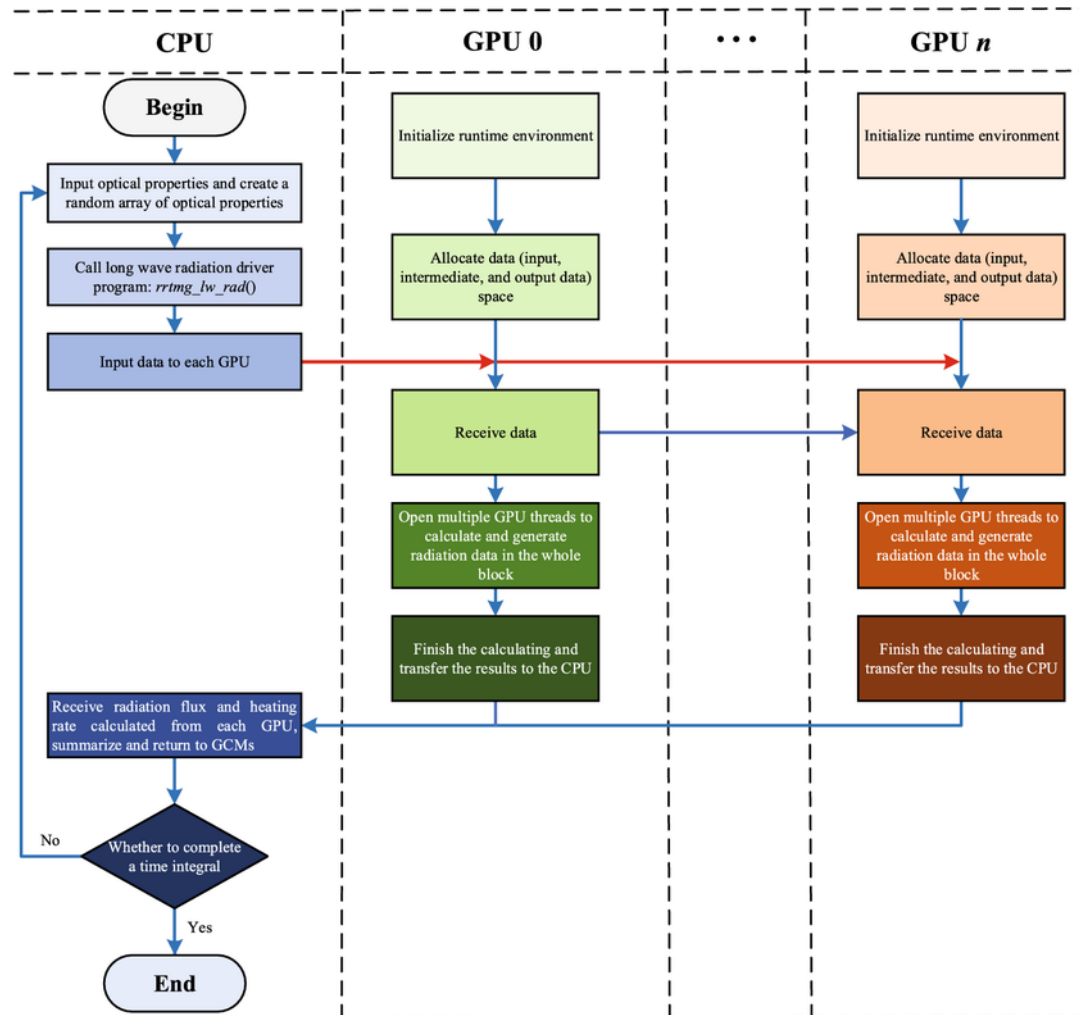 CPU
GPU 0
...
GPU n
Begin
Input optical properties and create a
random array of optical properties
Call long wave radiation driver
program: rrtmg_lw_rad()
Input data to each GPU
Initialize runtime environment
Allocate data (input,
intermediate, and output data)
space
Receive data
Open multiple GPU threads to
calculate and generate
radiation data in the whole
block
Finish the calculating and
transfer the results to the CPU
Initialize runtime environment
Allocate data (input,
intermediate, and output data)
space
Receive data
Open multiple GPU threads to
calculate and generate
radiation data in the whole
block
Finish the calculating and
transfer the results to the CPU
Receive radiation flux and heating
rate calculated from each GPU,
summarize and return to GCMs
Whether to complete
a time integral
No
Yes
End